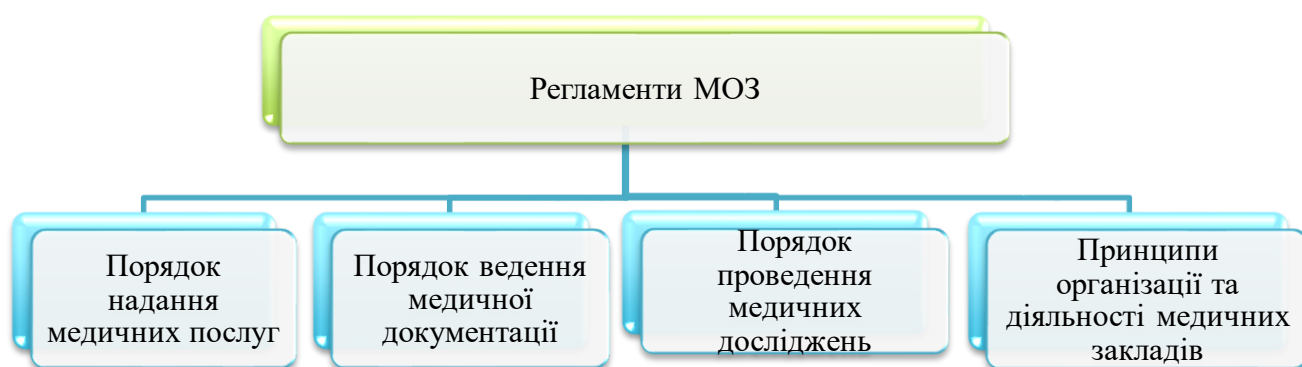 Регламенти МОЗ
Порядок
надання
медичних послуг
Порядок ведення
медичної
документації
Порядок
проведення
медичних
досліджень
Принципи
організації та
діяльності медичних
закладів